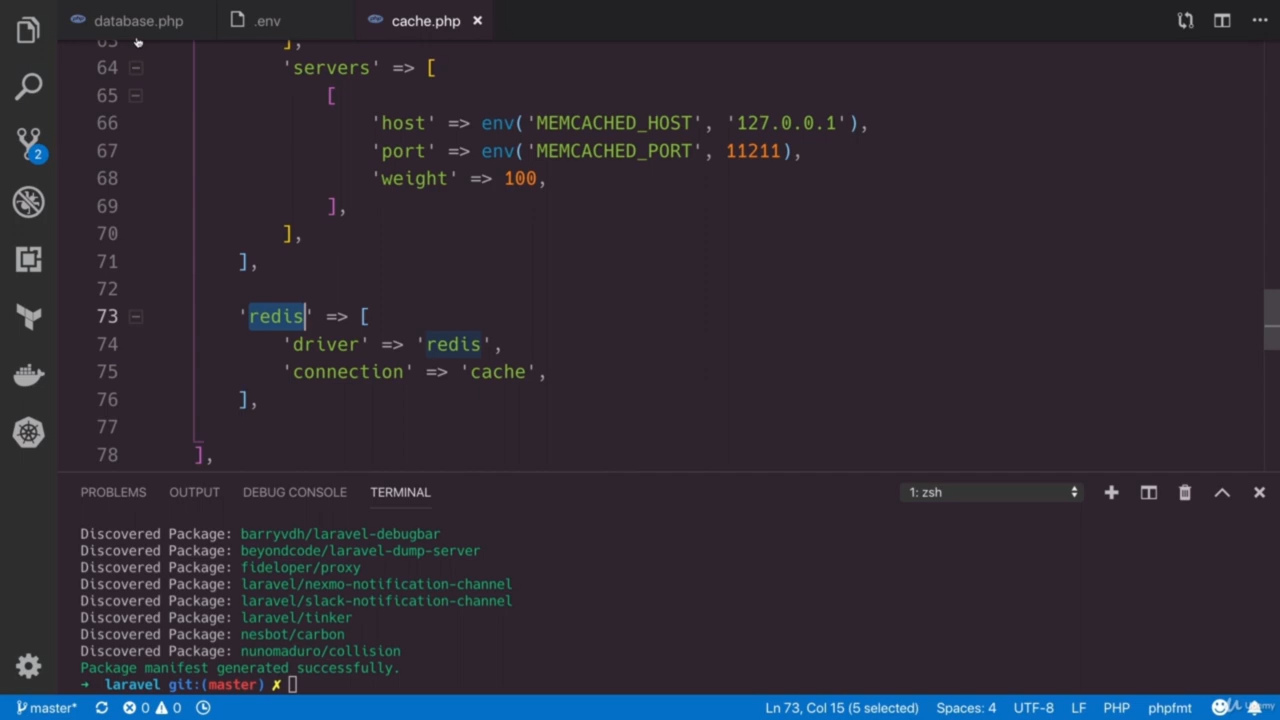 database.php .env cache.php
63 ],
64 'servers' => [
65 [
66 'host' => env('MEMCACHED_HOST', '127.0.0.1'),
67 'port' => env('MEMCACHED_PORT', 11211),
68 'weight' => 100,
69 ],
70 ],
71 ],
72
73 'redis' => [
74 'driver' => 'redis',
75 'connection' => 'cache',
76 ],
77
78 ],
2
PROBLEMS OUTPUT DEBUG CONSOLE TERMINAL 1: zsh
Discovered Package: barryvdh/laravel-debugbar
Discovered Package: beyondcode/laravel-dump-server
Discovered Package: fideloper/proxy
Discovered Package: laravel/nexmo-notification-channel
Discovered Package: laravel/slack-notification-channel
Discovered Package: laravel/tinker
Discovered Package: nesbot/carbon
Discovered Package: nunomaduro/collision
Package manifest generated successfully.
→ laravel git:(master) ✗
master* 0 0 Ln 73, Col 15 (5 selected) Spaces: 4 UTF-8 LF PHP phpfmt Udemy